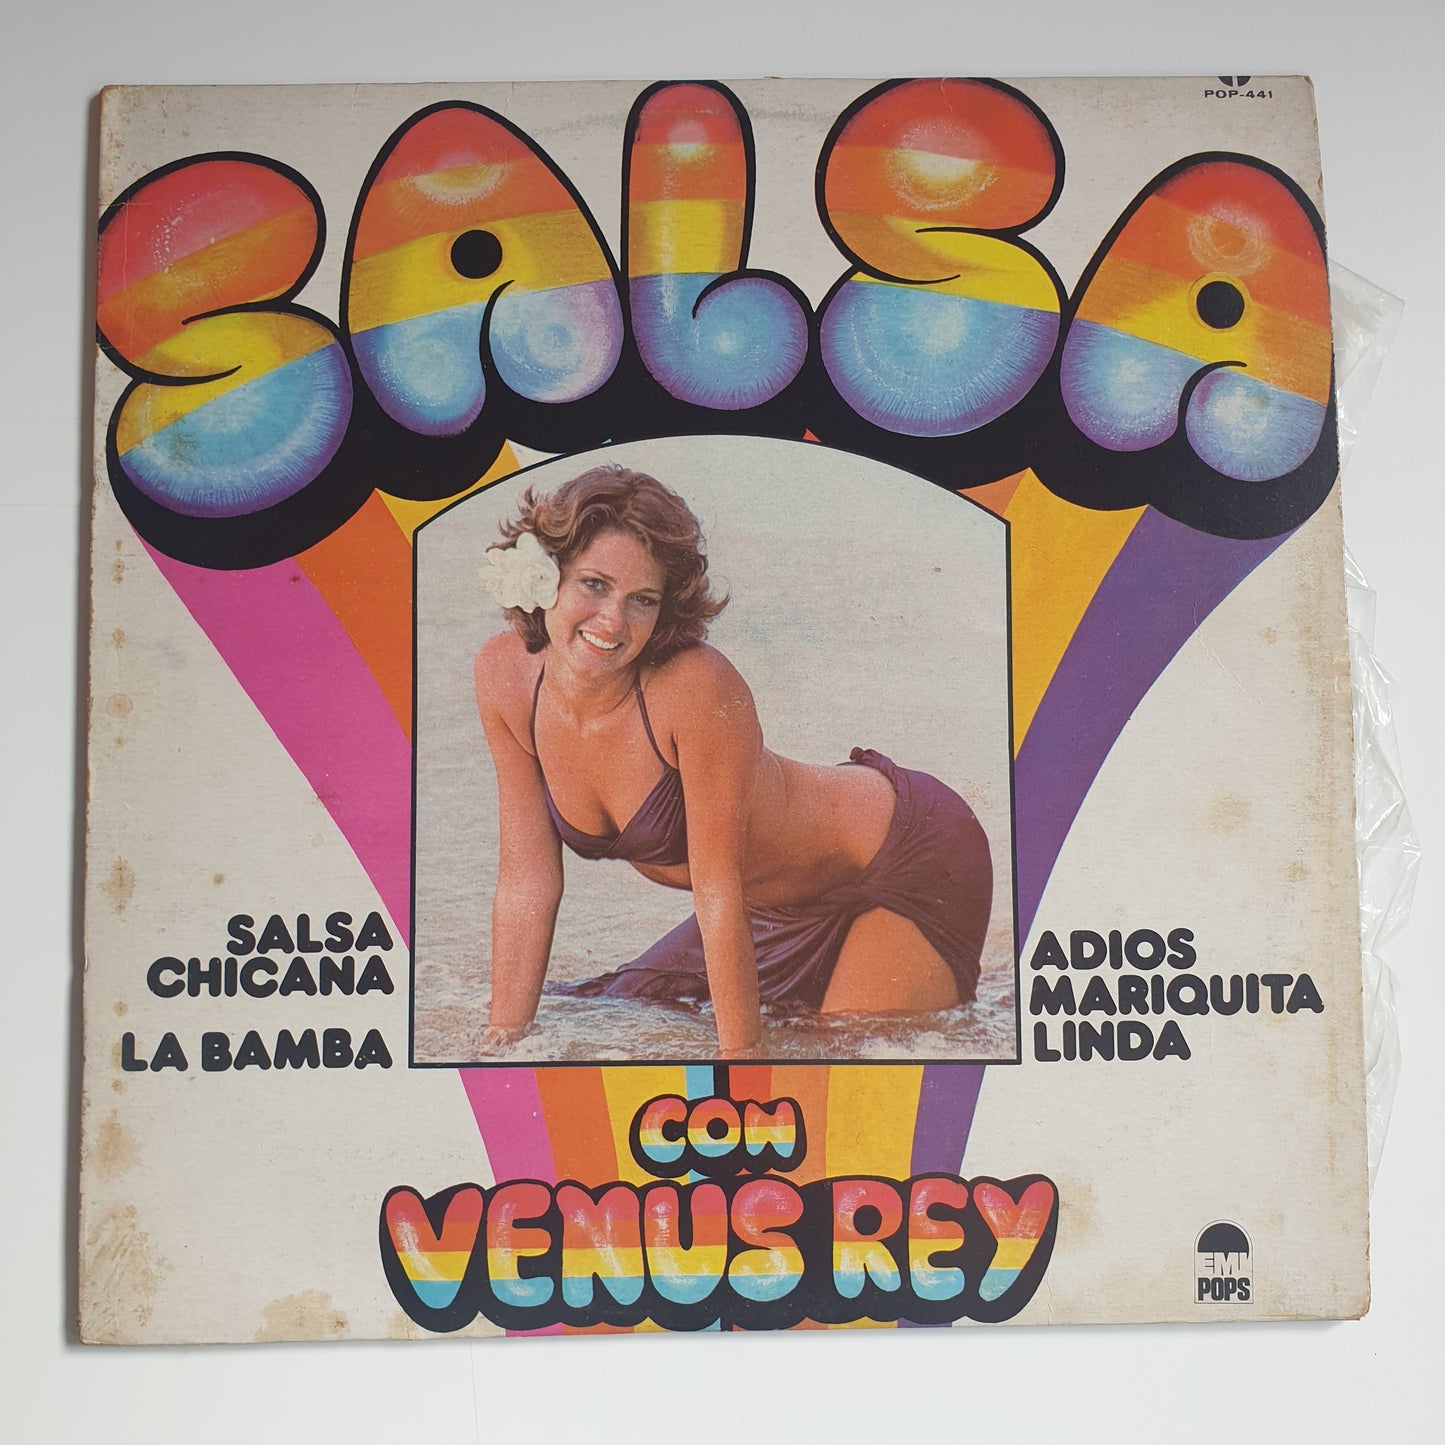 POP-441
SALSA
SALSA
CHICANA
LA BAMBA
ADIOS
MARIQUITA
LINDA
CON
VENUS REY
EMI
POPS